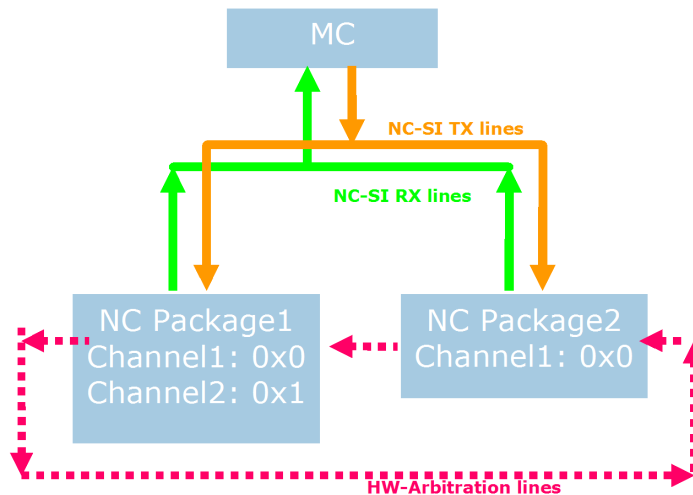 MC
NC-SI TX lines
NC-SI RX lines
NC Package1
Channel1: 0x0
Channel2: 0x1
NC Package2
Channel1: 0x0
HW-Arbitration lines